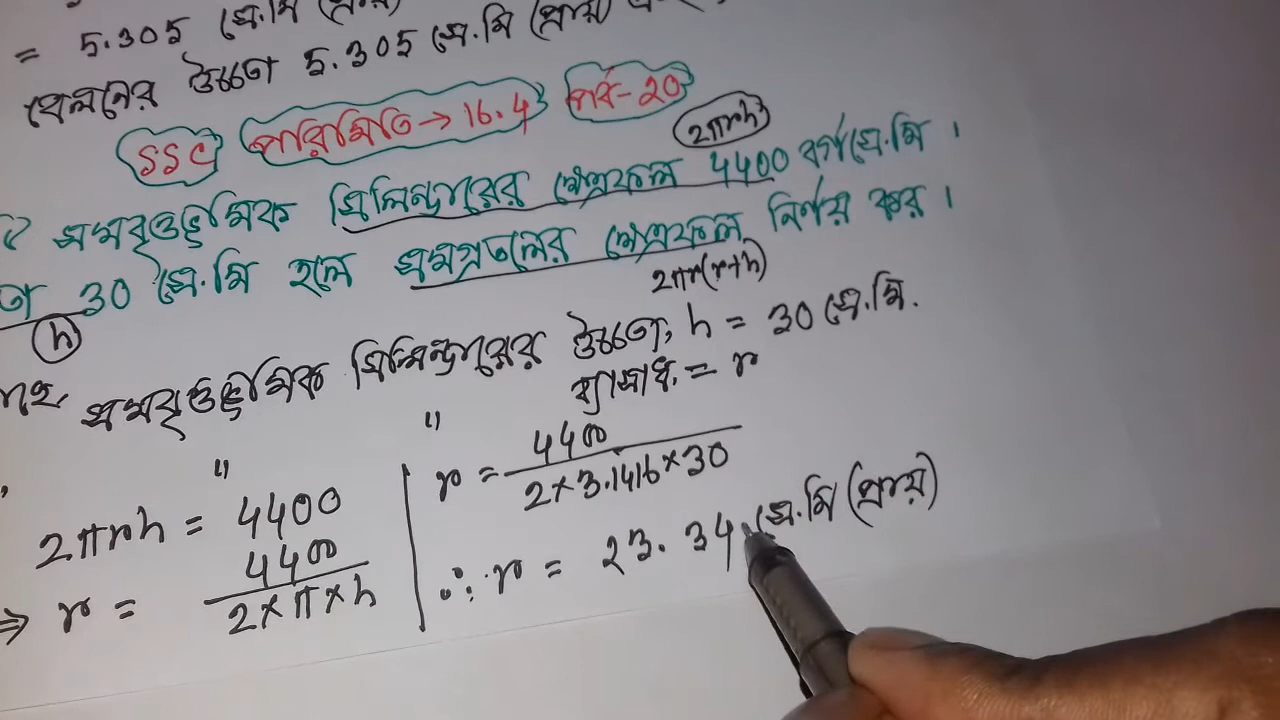 = 5.305 সে.মি (প্রায়)
বেলনের উচ্চতা 5.305 সে.মি (প্রায়)
SSC পরিমিতি→16.4 পর্ব-20
2πrh
সমবৃত্তভূমিক সিলিন্ডারের ক্ষেত্রফল 4400 বর্গসে.মি।
30 সে.মি হলে সমগ্রতলের ক্ষেত্রফল নির্ণয় কর।
h
2πr(r+h)
সমবৃত্তভূমিক সিলিন্ডারের উচ্চতা, h = 30 সে.মি.
" " ব্যাসার্ধ = r
2πrh = 4400
⇒ r = 4400 / 2×π×h
r = 4400 / 2×3.1416×30
∴ r = 23.34 সে.মি (প্রায়)